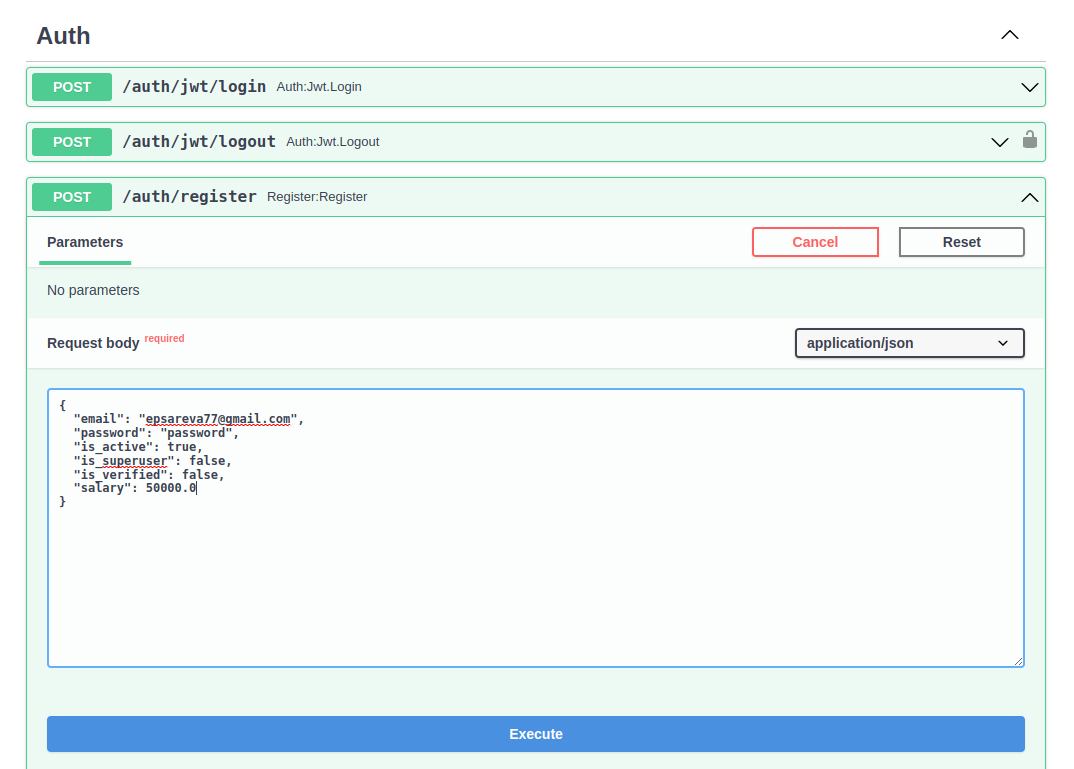 Auth
POST /auth/jwt/login Auth:Jwt.Login
POST /auth/jwt/logout Auth:Jwt.Logout
POST /auth/register Register:Register
Parameters Cancel Reset
No parameters
Request body required application/json
{
  "email": "epsareva77@gmail.com",
  "password": "password",
  "is_active": true,
  "is_superuser": false,
  "is_verified": false,
  "salary": 50000.0
}
Execute